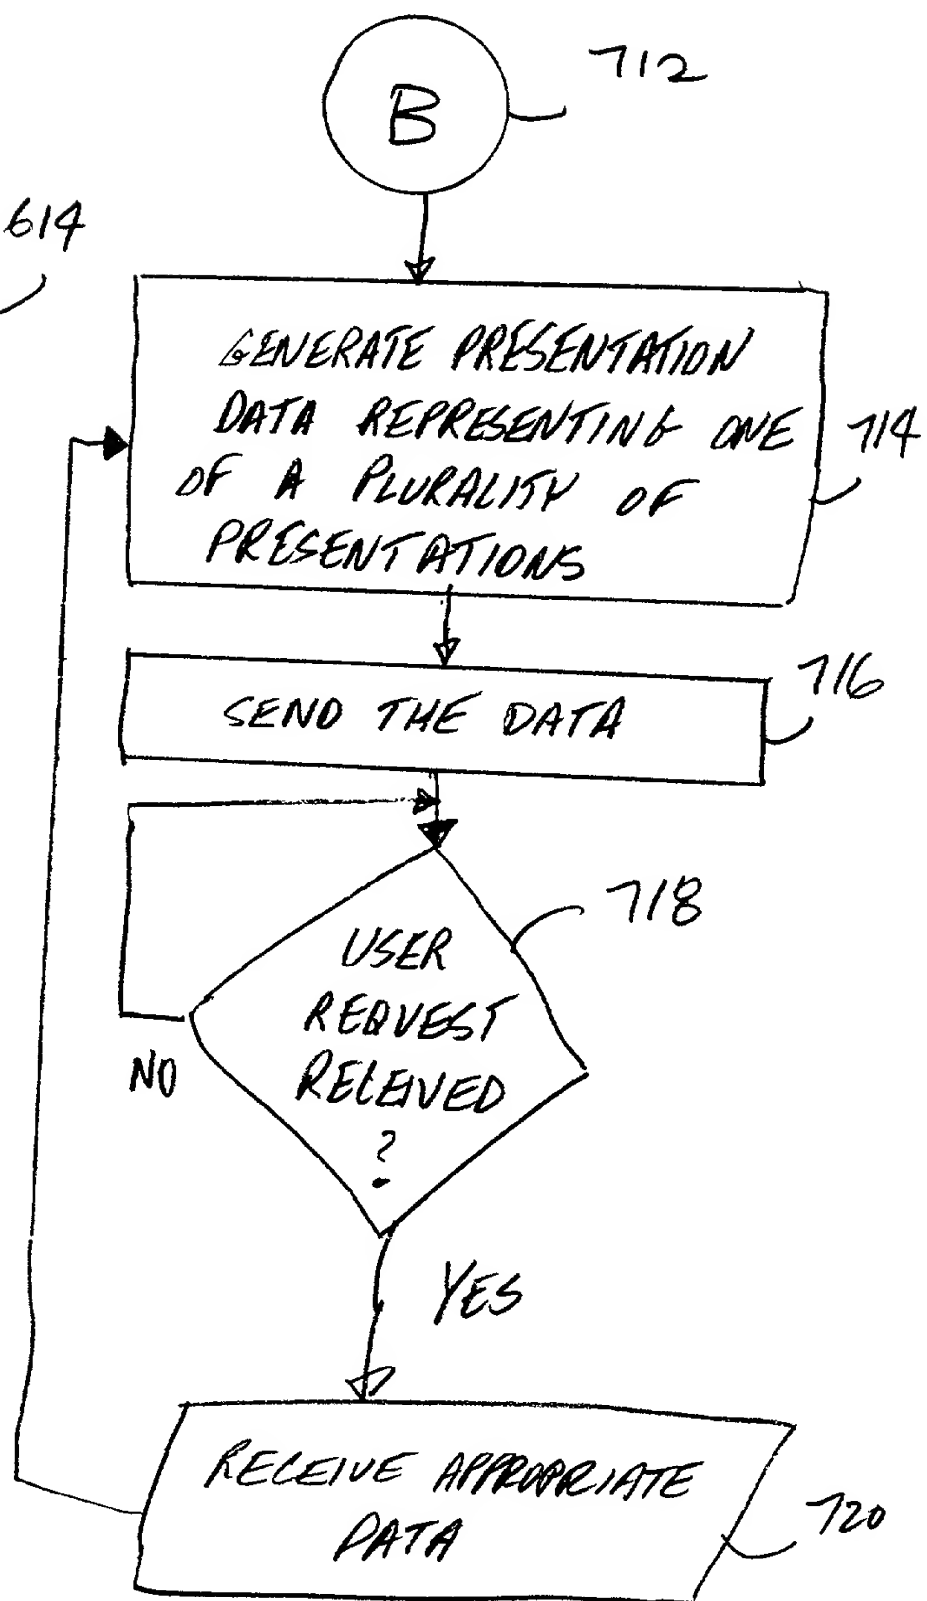 712
B
614
GENERATE PRESENTATION
DATA REPRESENTING ONE
OF A PLURALITY OF
PRESENTATIONS
714
SEND THE DATA
716
718
USER
REQUEST
RECEIVED
?
NO
YES
RECEIVE APPROPRIATE
DATA
720